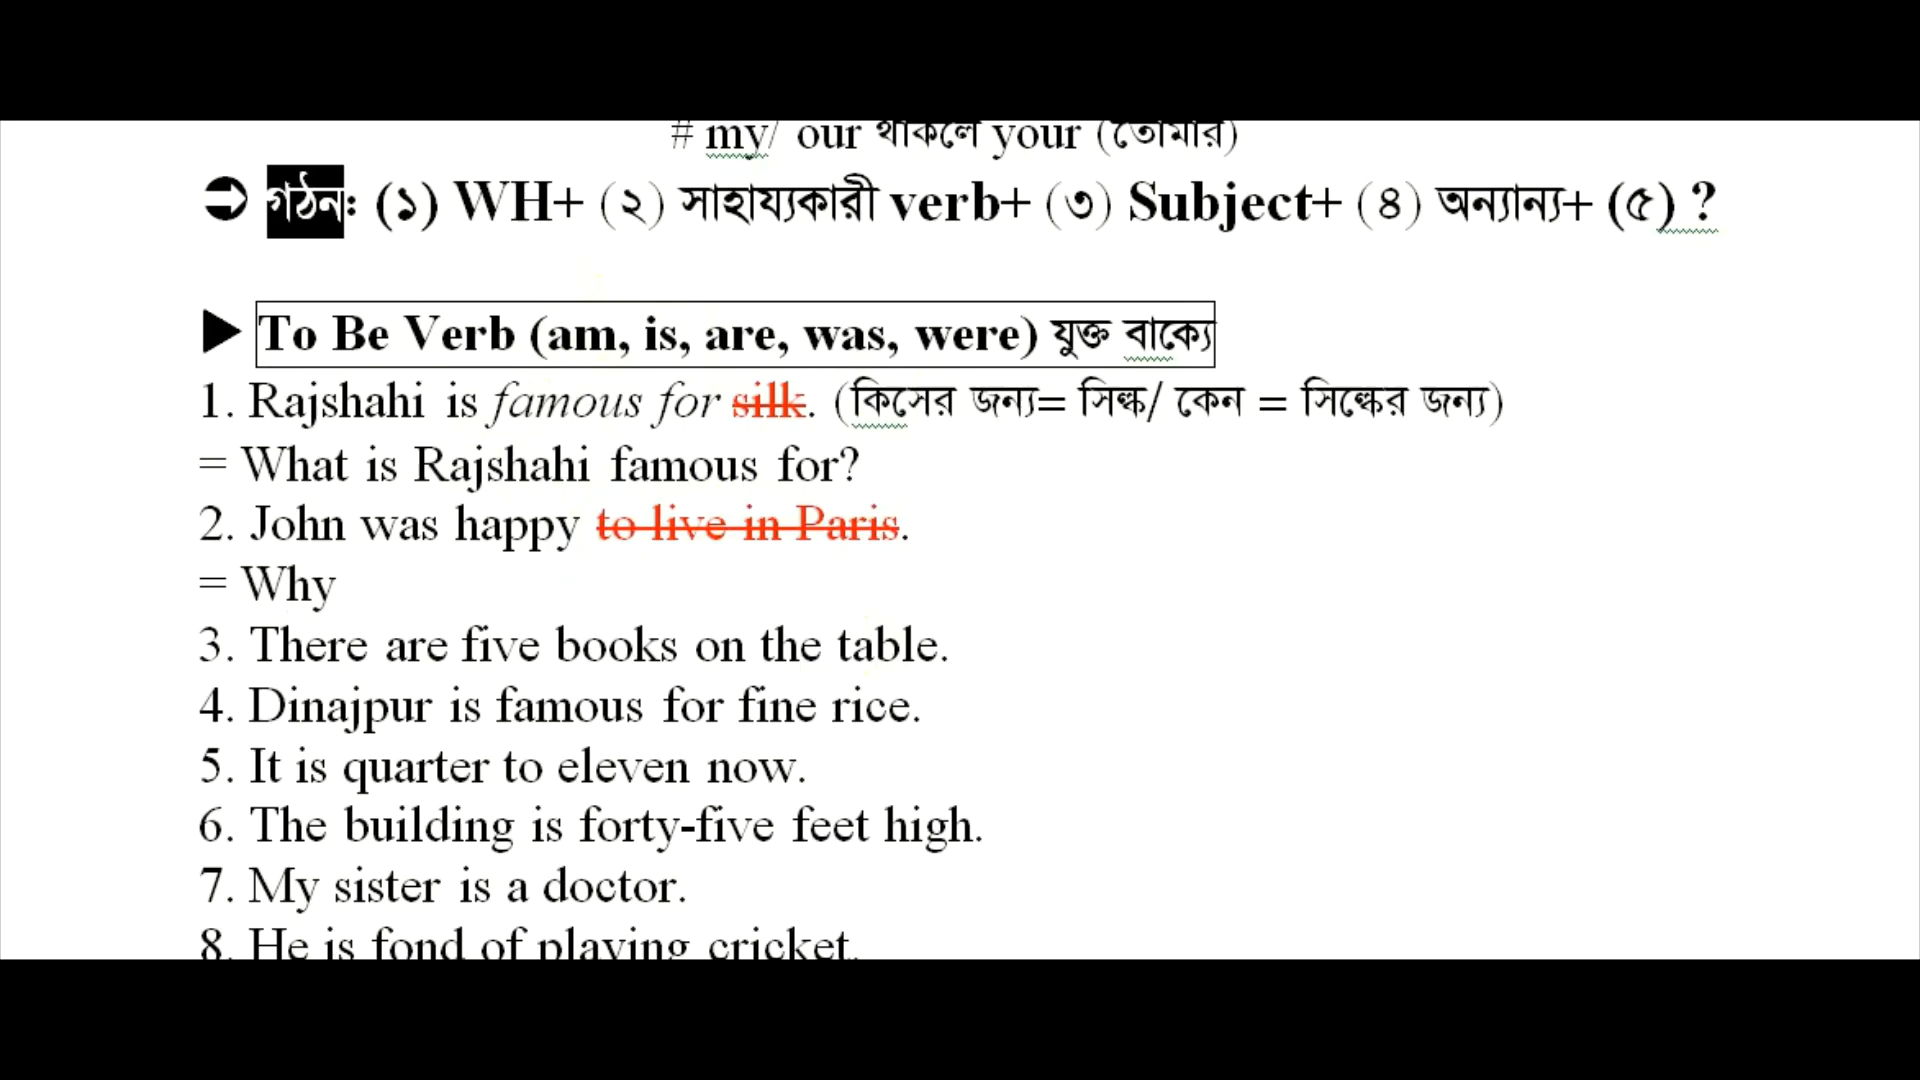 # my/ our থাকলে your (তোমার)
➲ গঠন: (১) WH+ (২) সাহায্যকারী verb+ (৩) Subject+ (৪) অন্যান্য+ (৫) ?
► To Be Verb (am, is, are, was, were) যুক্ত বাক্যে
1. Rajshahi is famous for silk. (কিসের জন্য= সিল্ক/ কেন = সিল্কের জন্য)
= What is Rajshahi famous for?
2. John was happy to live in Paris.
= Why
3. There are five books on the table.
4. Dinajpur is famous for fine rice.
5. It is quarter to eleven now.
6. The building is forty-five feet high.
7. My sister is a doctor.
8. He is fond of playing cricket.